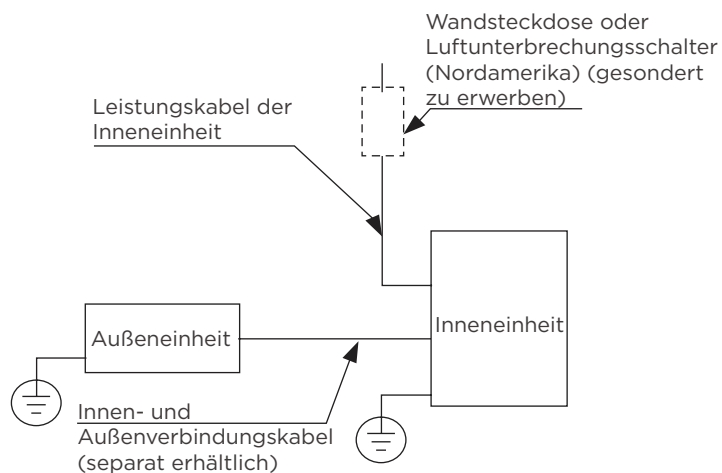 Wandsteckdose oder
Luftunterbrechungsschalter
(Nordamerika) (gesondert
zu erwerben)
Leistungskabel der
Inneneinheit
Außeneinheit
Inneneinheit
Innen- und
Außenverbindungskabel
(separat erhältlich)